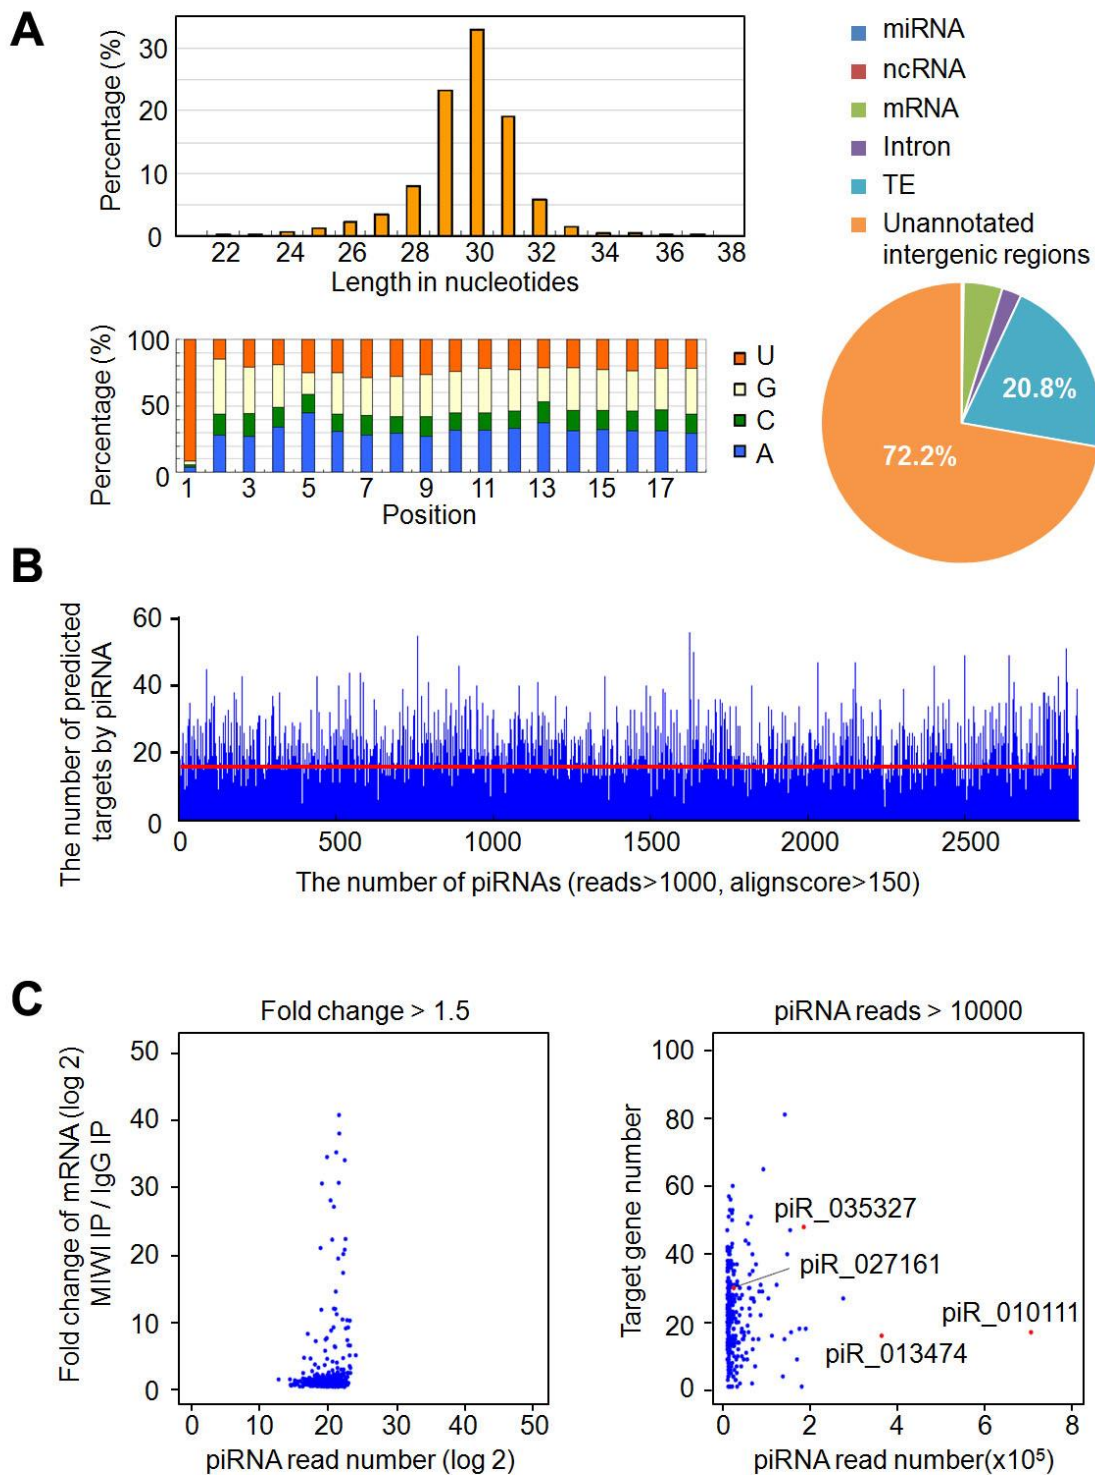 A
Percentage (%)
30
20
10
0
22 24 26 28 30 32 34 36 38
Length in nucleotides
miRNA
ncRNA
mRNA
Intron
TE
Unannotated
intergenic regions
20.8%
72.2%
Percentage (%)
100
50
0
1 3 5 7 9 11 13 15 17
Position
U
G
C
A
B
The number of predicted
targets by piRNA
60
40
20
0
0 500 1000 1500 2000 2500
The number of piRNAs (reads>1000, alignscore>150)
C
Fold change > 1.5
Fold change of mRNA (log 2)
MIWI IP / IgG IP
50
40
30
20
10
0
0 10 20 30 40 50
piRNA read number (log 2)
piRNA reads > 10000
Target gene number
100
80
60
40
20
0
piR_035327
piR_027161
piR_010111
piR_013474
0 2 4 6 8
piRNA read number(x10⁵)